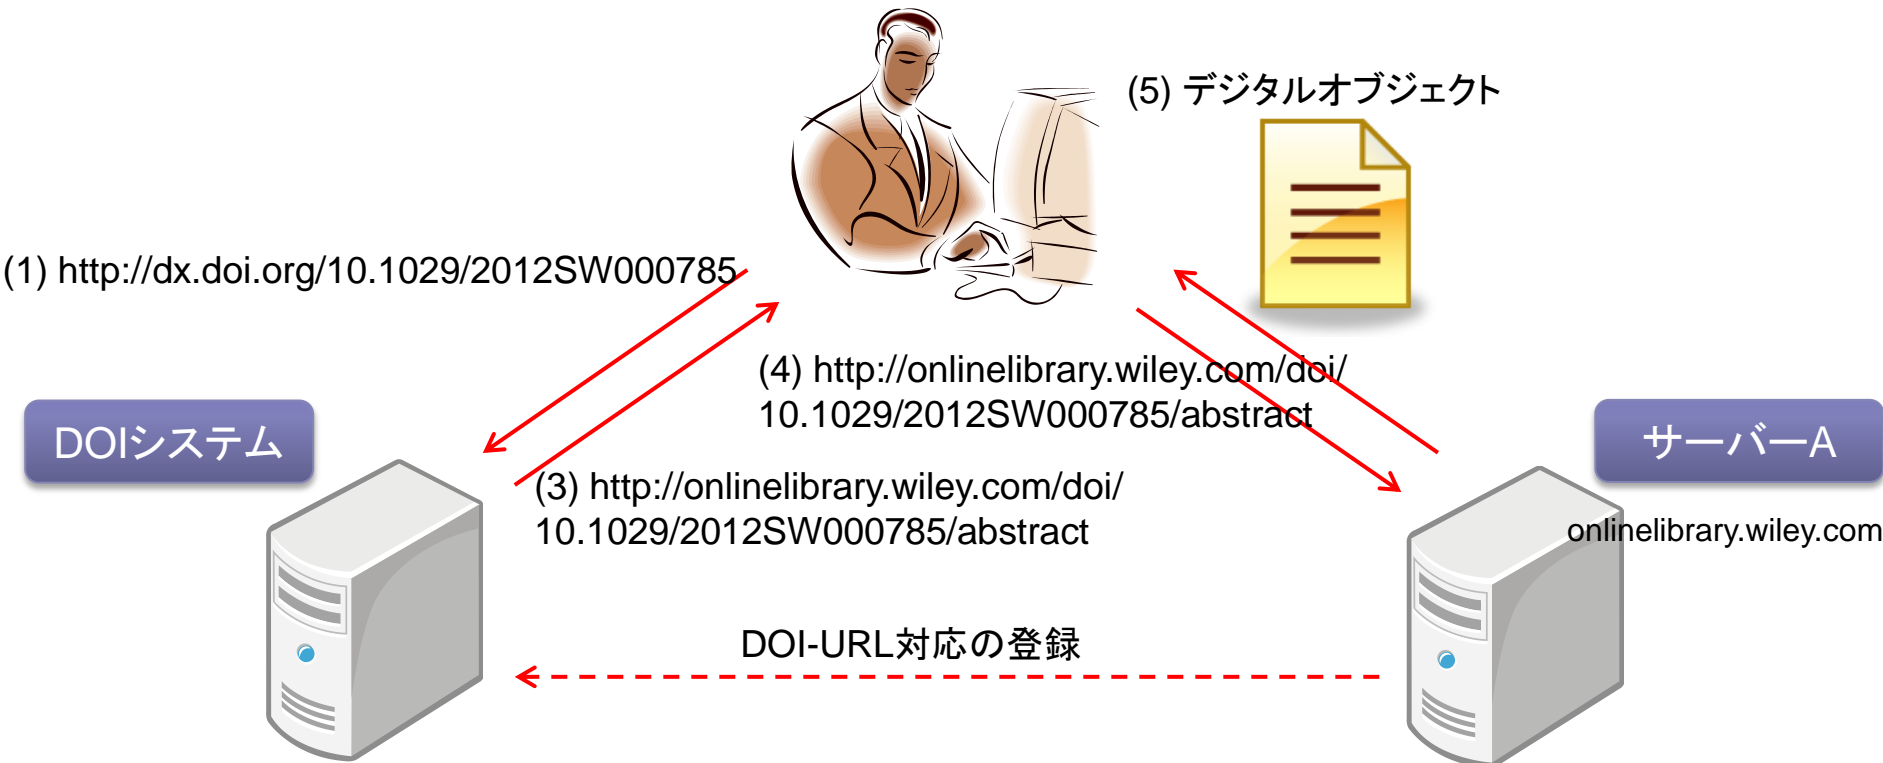 (5) デジタルオブジェクト
(1) http://dx.doi.org/10.1029/2012SW000785
(4) http://onlinelibrary.wiley.com/doi/
10.1029/2012SW000785/abstract
DOIシステム
サーバーA
(3) http://onlinelibrary.wiley.com/doi/
10.1029/2012SW000785/abstract
onlinelibrary.wiley.com
DOI-URL対応の登録